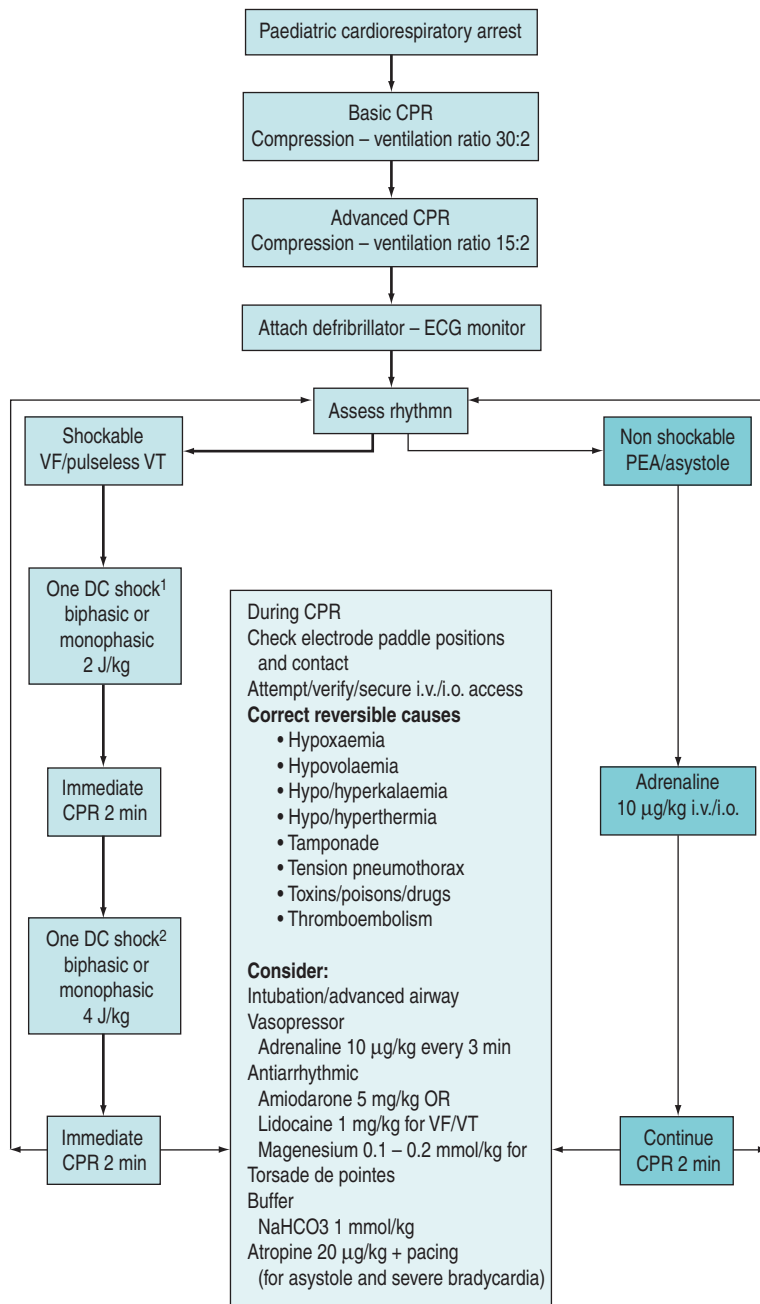 Paediatric cardiorespiratory arrest
Basic CPR
Compression – ventilation ratio 30:2
Advanced CPR
Compression – ventilation ratio 15:2
Attach defribrillator – ECG monitor
Assess rhythmn
Shockable
VF/pulseless VT
Non shockable
PEA/asystole
One DC shock1
biphasic or
monophasic
2 J/kg
Immediate
CPR 2 min
One DC shock2
biphasic or
monophasic
4 J/kg
Immediate
CPR 2 min
During CPR
Check electrode paddle positions
and contact
Attempt/verify/secure i.v./i.o. access
Correct reversible causes
• Hypoxaemia
• Hypovolaemia
• Hypo/hyperkalaemia
• Hypo/hyperthermia
• Tamponade
• Tension pneumothorax
• Toxins/poisons/drugs
• Thromboembolism
Consider:
Intubation/advanced airway
Vasopressor
Adrenaline 10 μg/kg every 3 min
Antiarrhythmic
Amiodarone 5 mg/kg OR
Lidocaine 1 mg/kg for VF/VT
Magenesium 0.1 – 0.2 mmol/kg for
Torsade de pointes
Buffer
NaHCO3 1 mmol/kg
Atropine 20 μg/kg + pacing
(for asystole and severe bradycardia)
Adrenaline
10 μg/kg i.v./i.o.
Continue
CPR 2 min